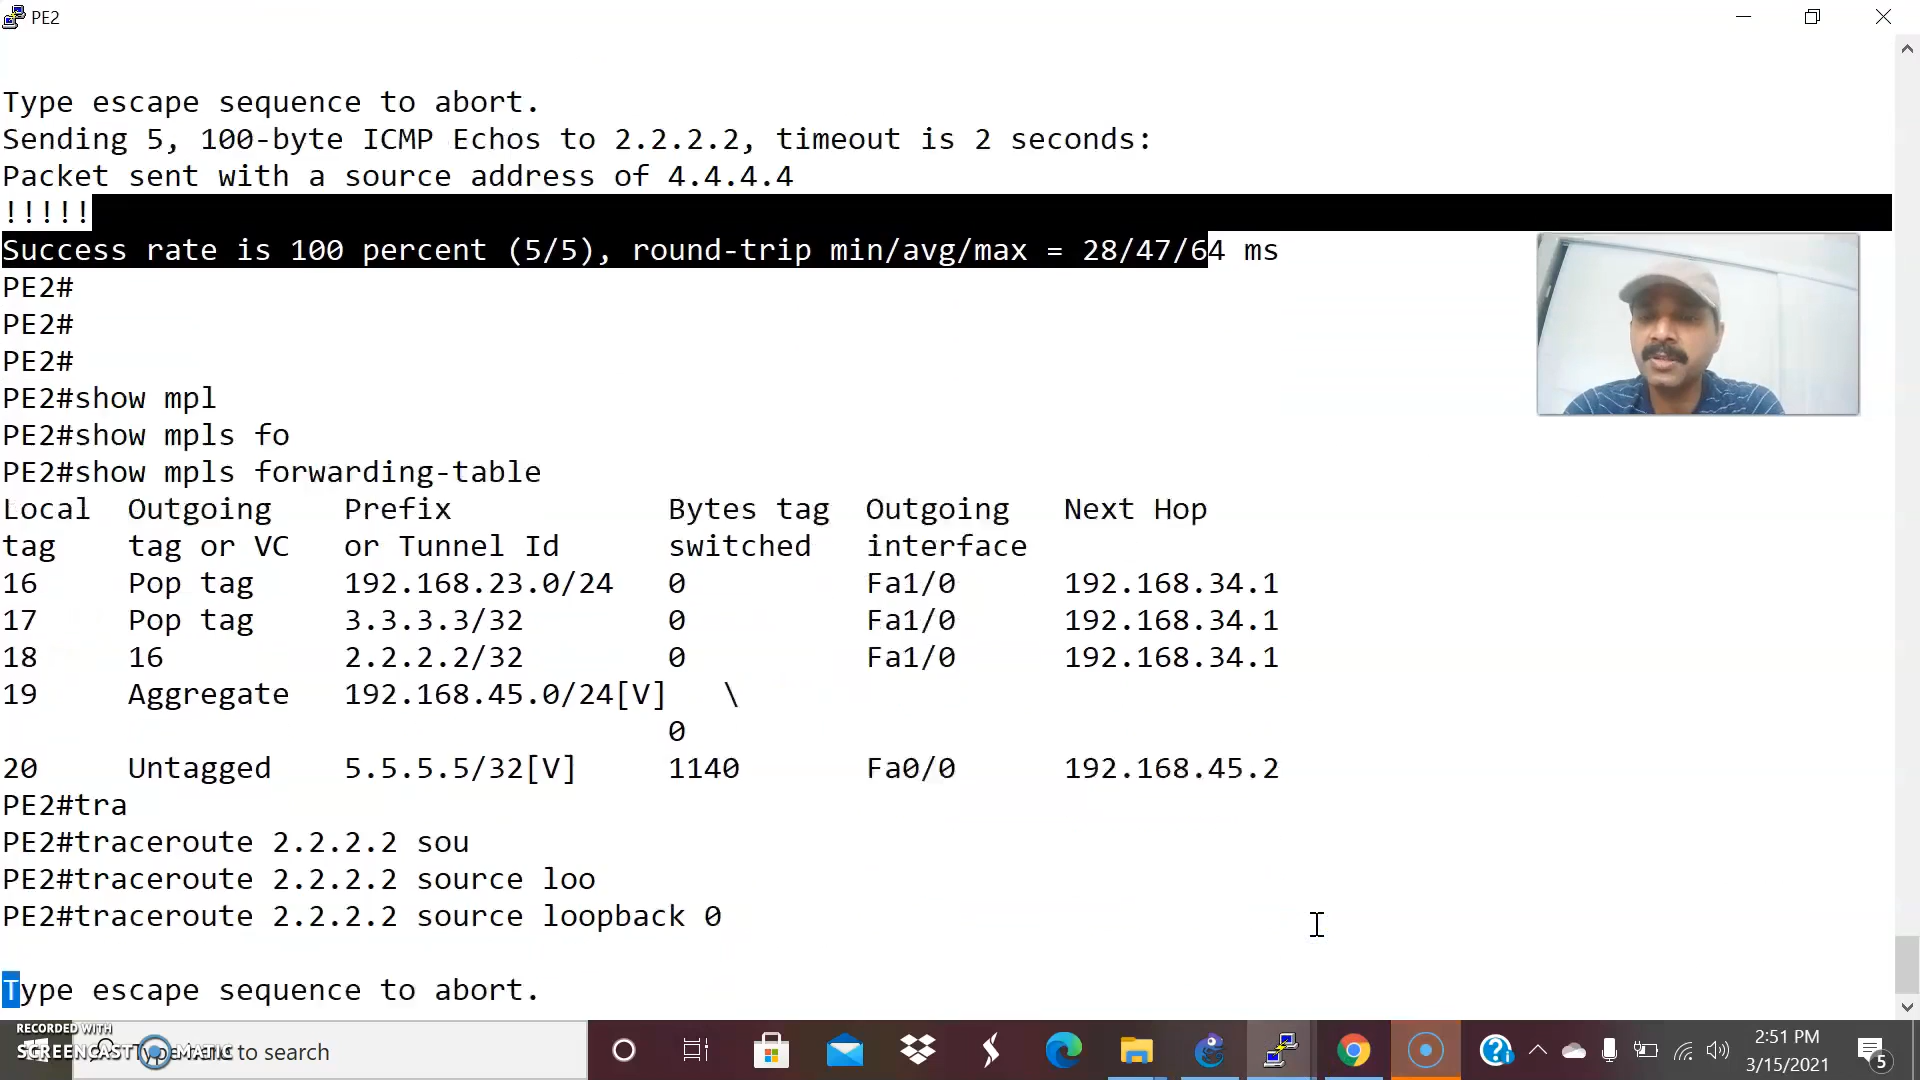 PE2
Type escape sequence to abort.
Sending 5, 100-byte ICMP Echos to 2.2.2.2, timeout is 2 seconds:
Packet sent with a source address of 4.4.4.4
!!!!!
Success rate is 100 percent (5/5), round-trip min/avg/max = 28/47/64 ms
PE2#
PE2#
PE2#
PE2#show mpl
PE2#show mpls fo
PE2#show mpls forwarding-table
Local  Outgoing    Prefix            Bytes tag  Outgoing   Next Hop
tag    tag or VC   or Tunnel Id      switched   interface
16     Pop tag     192.168.23.0/24   0          Fa1/0      192.168.34.1
17     Pop tag     3.3.3.3/32        0          Fa1/0      192.168.34.1
18     16          2.2.2.2/32        0          Fa1/0      192.168.34.1
19     Aggregate   192.168.45.0/24[V]   \
0
20     Untagged    5.5.5.5/32[V]     1140       Fa0/0      192.168.45.2
PE2#tra
PE2#traceroute 2.2.2.2 sou
PE2#traceroute 2.2.2.2 source loo
PE2#traceroute 2.2.2.2 source loopback 0
Type escape sequence to abort.
RECORDED WITH
SCREENCAST MATIC
Type here to search
2:51 PM
3/15/2021
5